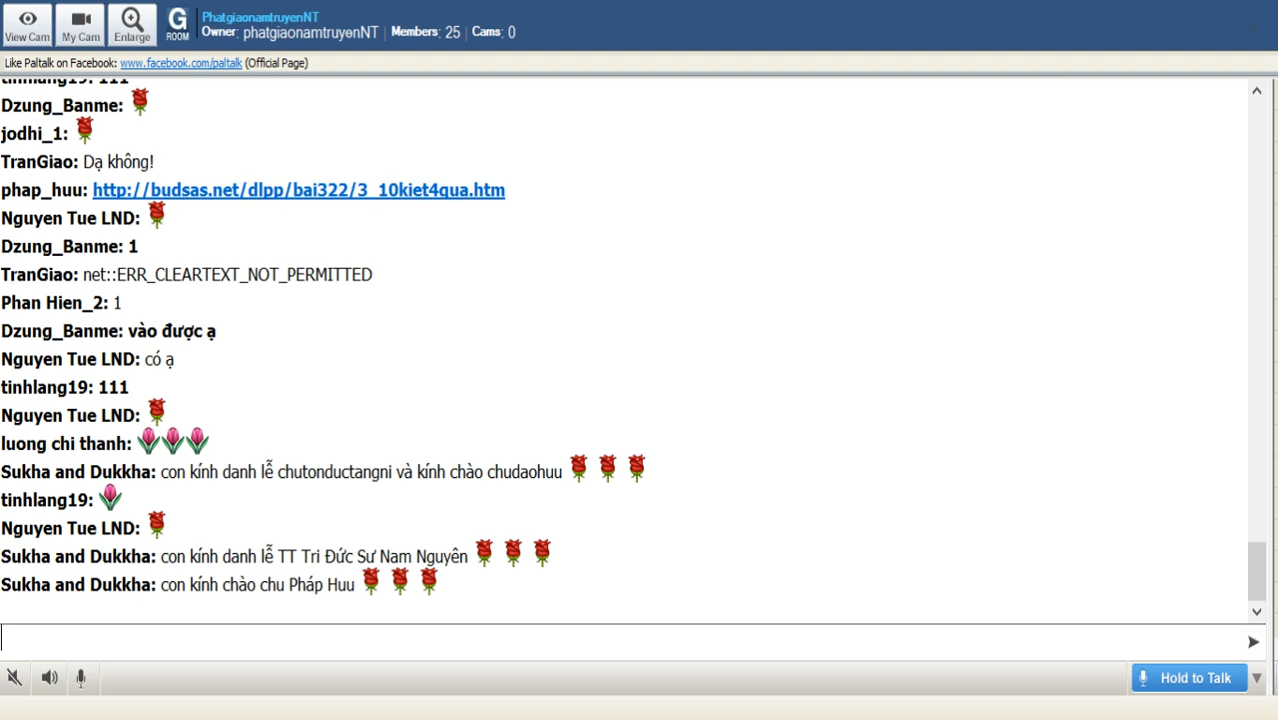 View Cam
My Cam
Enlarge
G
ROOM
PhatgiaonamtruyenNT
Owner: phatgiaonamtruyenNT | Members: 25 | Cams: 0
Like Paltalk on Facebook: www.facebook.com/paltalk (Official Page)
tinhlang19: 111
Dzung_Banme:
jodhi_1:
TranGiao: Dạ không!
phap_huu: http://budsas.net/dlpp/bai322/3_10kiet4qua.htm
Nguyen Tue LND:
Dzung_Banme: 1
TranGiao: net::ERR_CLEARTEXT_NOT_PERMITTED
Phan Hien_2: 1
Dzung_Banme: vào được ạ
Nguyen Tue LND: có ạ
tinhlang19: 111
Nguyen Tue LND:
luong chi thanh:
Sukha and Dukkha: con kính danh lễ chutonductangni và kính chào chudaohuu
tinhlang19:
Nguyen Tue LND:
Sukha and Dukkha: con kính danh lễ TT Tri Đức Sư Nam Nguyên
Sukha and Dukkha: con kính chào chu Pháp Huu
Hold to Talk